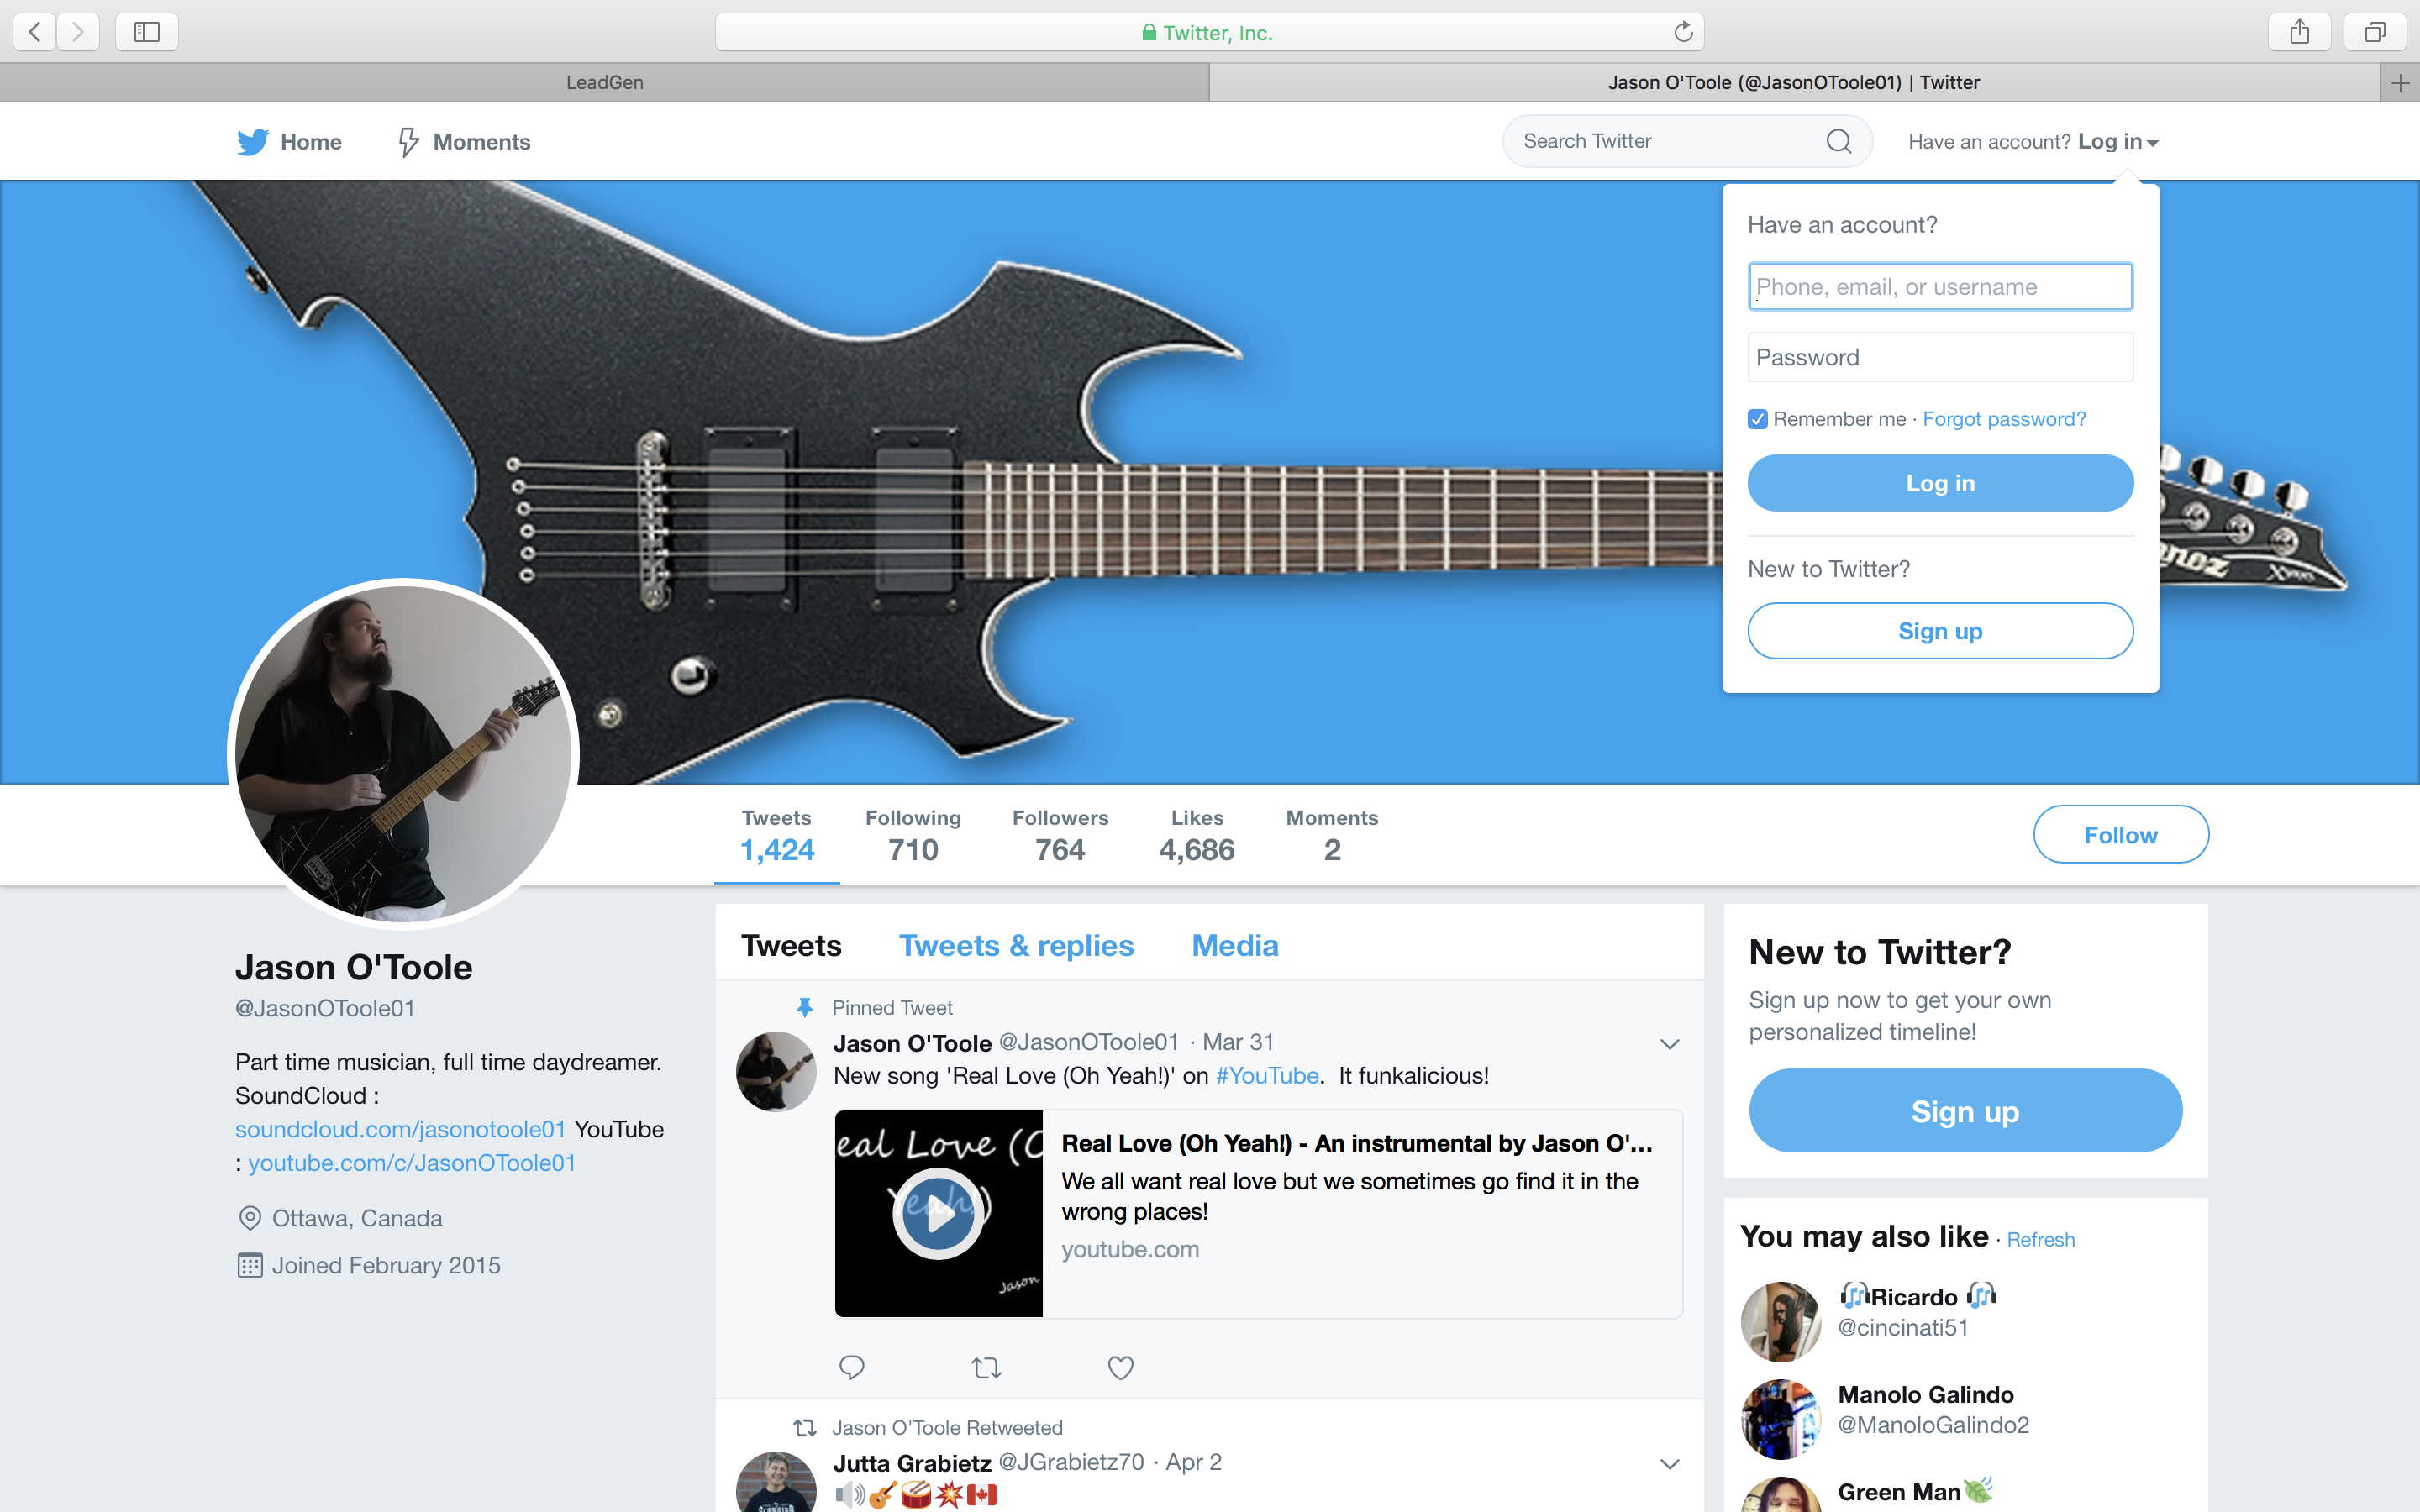 Twitter, Inc.
LeadGen
Jason O'Toole (@JasonOToole01) | Twitter
Home
Moments
Search Twitter
Have an account? Log in
Have an account?
Phone, email, or username
Password
Remember me · Forgot password?
Log in
New to Twitter?
Sign up
Tweets
1,424
Following
710
Followers
764
Likes
4,686
Moments
2
Follow
Jason O'Toole
@JasonOToole01
Part time musician, full time daydreamer.
SoundCloud :
soundcloud.com/jasonotoole01 YouTube
: youtube.com/c/JasonOToole01
Ottawa, Canada
Joined February 2015
Tweets
Tweets & replies
Media
Pinned Tweet
Jason O'Toole @JasonOToole01 · Mar 31
New song 'Real Love (Oh Yeah!)' on #YouTube. It funkalicious!
eal Love (O
Yeah!)
Jason
Real Love (Oh Yeah!) - An instrumental by Jason O'...
We all want real love but we sometimes go find it in the
wrong places!
youtube.com
Jason O'Toole Retweeted
Jutta Grabietz @JGrabietz70 · Apr 2
🔊🎸🥁💥🇨🇦
New to Twitter?
Sign up now to get your own
personalized timeline!
Sign up
You may also like · Refresh
Ricardo
@cincinati51
Manolo Galindo
@ManoloGalindo2
Green Man